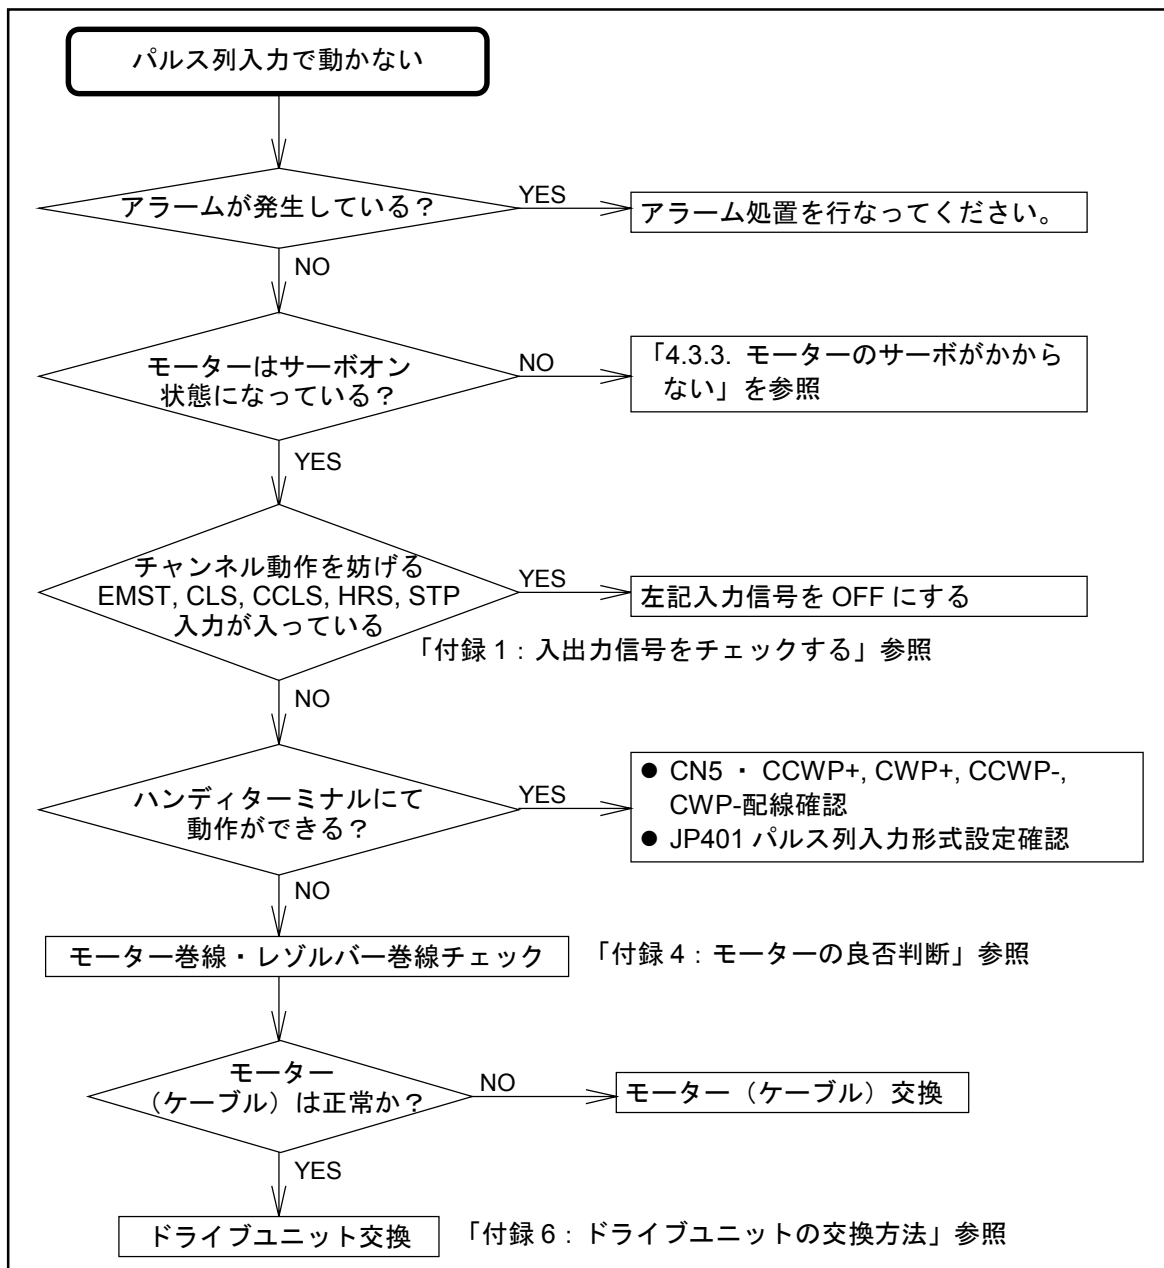 パルス列入力で動かない
アラームが発生している？
YES
アラーム処置を行なってください。
NO
モーターはサーボオン
状態になっている？
NO
「4.3.3. モーターのサーボがかから
ない」を参照
YES
チャンネル動作を妨げる
EMST, CLS, CCLS, HRS, STP
入力が入っている
YES
左記入力信号を OFF にする
「付録 1：入出力信号をチェックする」参照
NO
ハンディターミナルにて
動作ができる？
YES
● CN5 ・ CCWP+, CWP+, CCWP-,
CWP-配線確認
● JP401 パルス列入力形式設定確認
NO
モーター巻線・レゾルバー巻線チェック
「付録 4：モーターの良否判断」参照
モーター
（ケーブル）は正常か？
NO
モーター（ケーブル）交換
YES
ドライブユニット交換
「付録 6：ドライブユニットの交換方法」参照